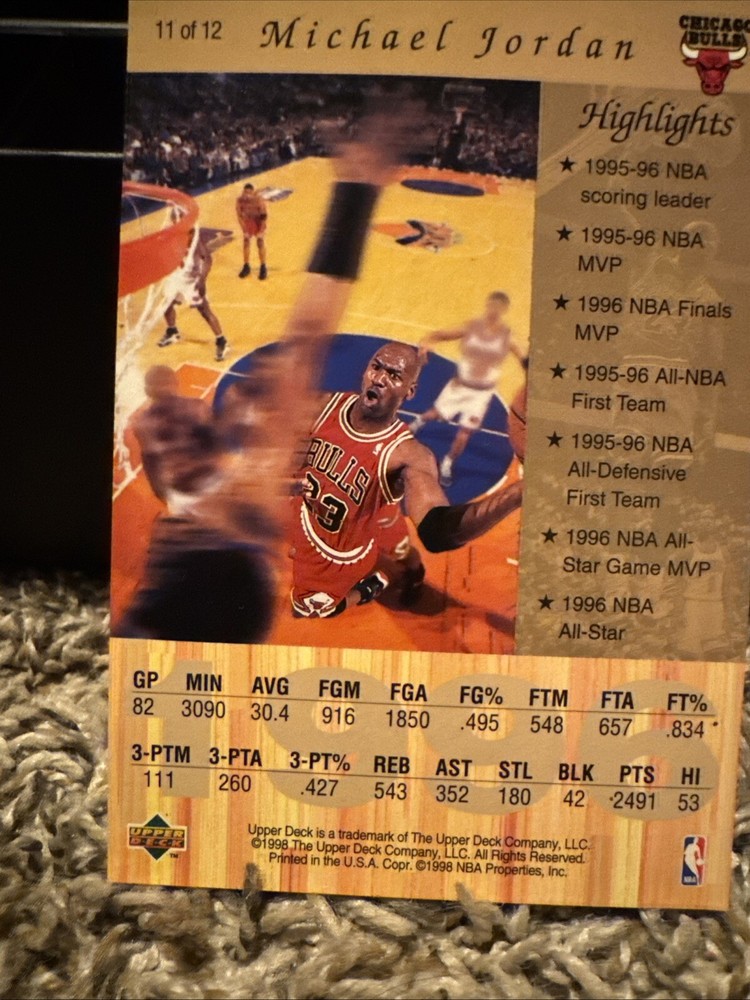 11 of 12
Michael Jordan
CHICAGO
BULLS
Highlights
★ 1995-96 NBA
scoring leader
★ 1995-96 NBA
MVP
★ 1996 NBA Finals
MVP
★ 1995-96 All-NBA
First Team
★ 1995-96 NBA
All-Defensive
First Team
★ 1996 NBA All-
Star Game MVP
★ 1996 NBA
All-Star
BULLS
23
1996
GP MIN AVG FGM FGA FG% FTM FTA FT%
82 3090 30.4 916 1850 .495 548 657 .834
3-PTM 3-PTA 3-PT% REB AST STL BLK PTS HI
111 260 .427 543 352 180 42 2491 53
UPPER
DECK
TM
Upper Deck is a trademark of The Upper Deck Company, LLC.
©1998 The Upper Deck Company, LLC. All Rights Reserved.
Printed in the U.S.A. Copr. ©1998 NBA Properties, Inc.
NBA